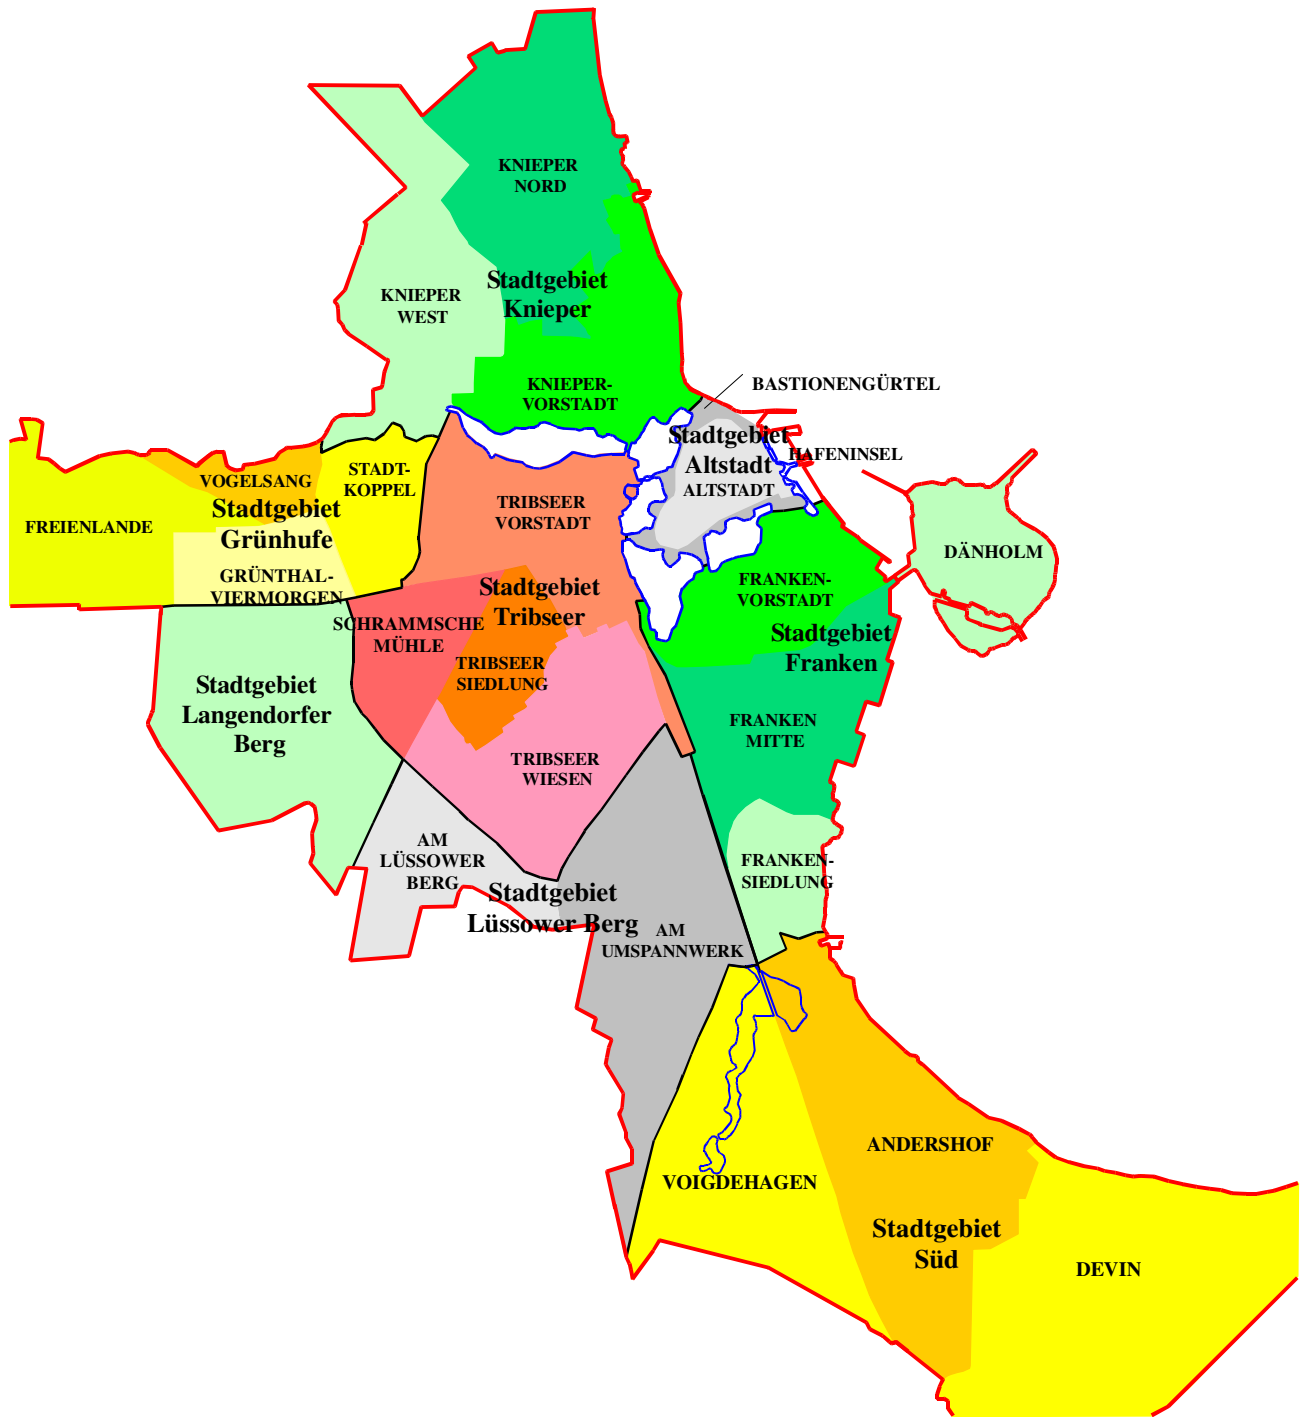 KNIEPER
NORD
Stadtgebiet
Knieper
KNIEPER
WEST
KNIEPER-
VORSTADT
BASTIONENGÜRTEL
Stadtgebiet
Altstadt
ALTSTADT
HAFENINSEL
STADT-
KOPPEL
VOGELSANG
Stadtgebiet
Grünhufe
FREIENLANDE
GRÜNTHAL-
VIERMORGEN
TRIBSEER
VORSTADT
DÄNHOLM
FRANKEN-
VORSTADT
Stadtgebiet
Tribseer
SCHRAMMSCHE
MÜHLE
TRIBSEER
SIEDLUNG
Stadtgebiet
Franken
Stadtgebiet
Langendorfer
Berg
FRANKEN
MITTE
TRIBSEER
WIESEN
AM
LÜSSOWER
BERG
FRANKEN-
SIEDLUNG
Stadtgebiet
Lüssower Berg
AM
UMSPANNWERK
ANDERSHOF
VOIGDEHAGEN
Stadtgebiet
Süd
DEVIN